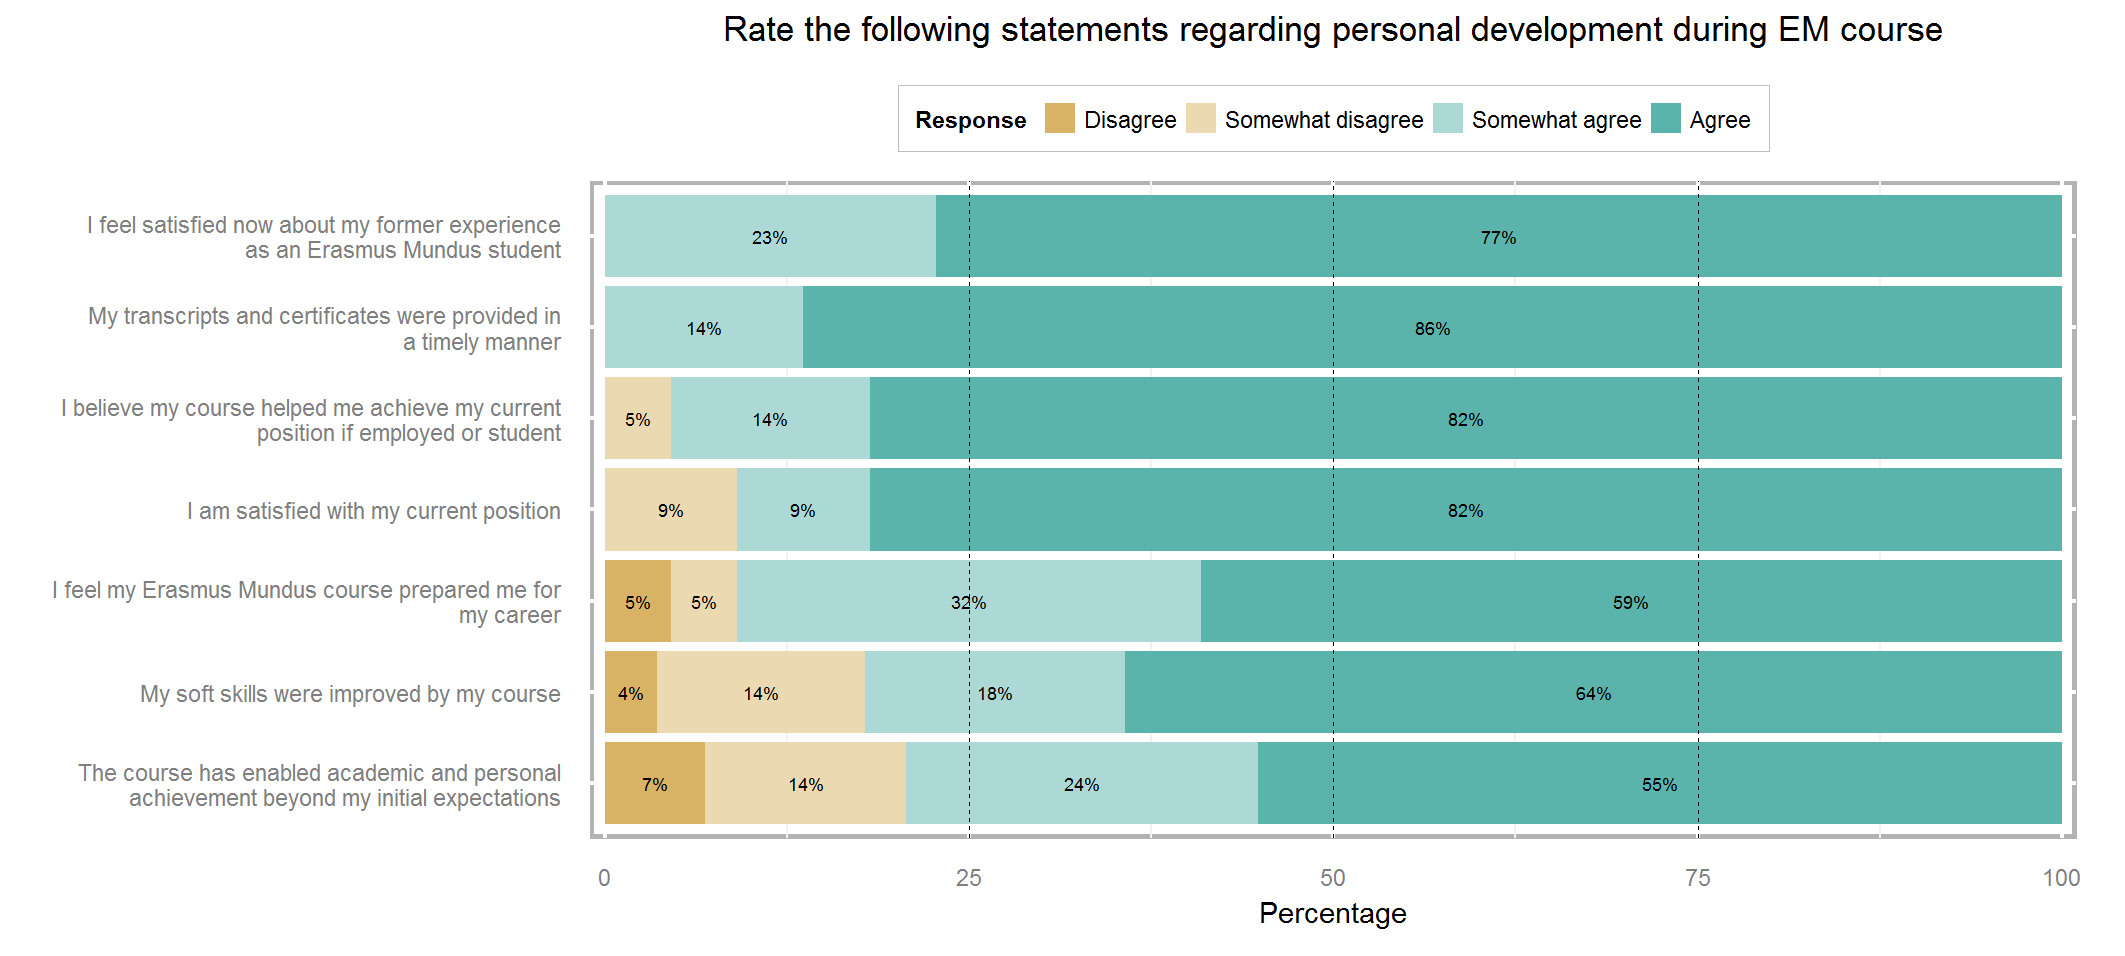 Rate the following statements regarding personal development during EM course
Response Disagree Somewhat disagree Somewhat agree Agree
I feel satisfied now about my former experience
as an Erasmus Mundus student
23% 77%
My transcripts and certificates were provided in
a timely manner
14% 86%
I believe my course helped me achieve my current
position if employed or student
5% 14% 82%
I am satisfied with my current position
9% 9% 82%
I feel my Erasmus Mundus course prepared me for
my career
5% 5% 32% 59%
My soft skills were improved by my course
4% 14% 18% 64%
The course has enabled academic and personal
achievement beyond my initial expectations
7% 14% 24% 55%
0 25 50 75 100
Percentage